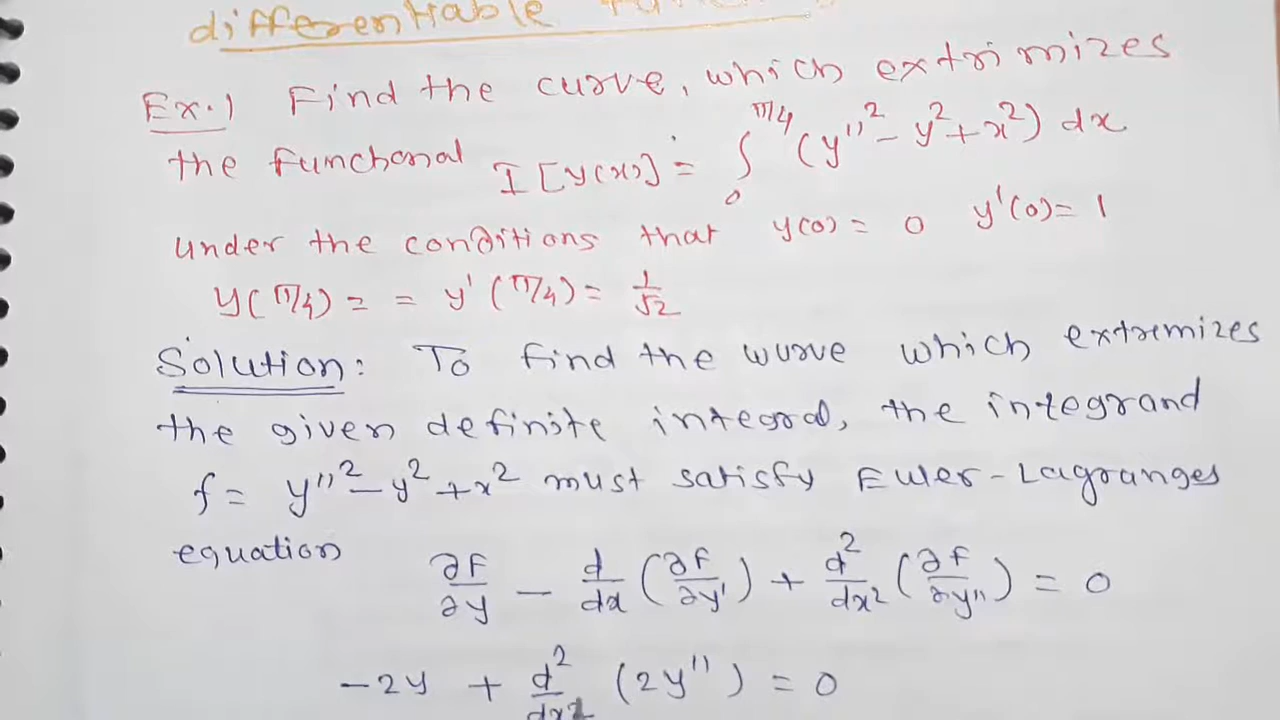 differentiable
Ex.1 Find the curve, which extrimizes
the functional I[y(x)] = ∫₀^π/4 (y''² - y² + x²) dx
under the conditions that y(0) = 0 y'(0) = 1
y(π/4) = = y'(π/4) = 1/√2
Solution: To find the wurve which extremizes
the given definite integral, the integrand
f = y''² - y² + x² must satisfy Euler-Lagranges
equation ∂F/∂y - d/dx (∂F/∂y') + d²/dx² (∂F/∂y'') = 0
-2y + d²/dx² (2y'') = 0